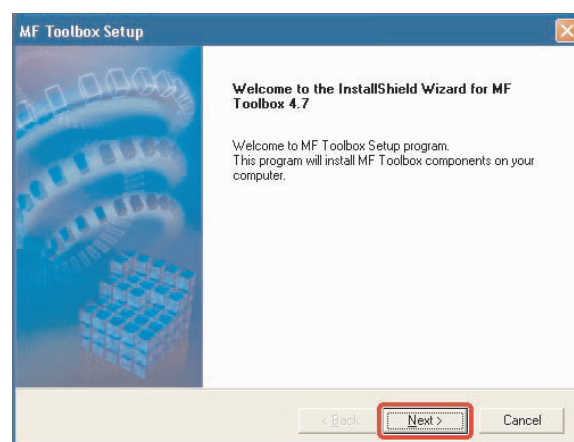 MF Toolbox Setup
Welcome to the InstallShield Wizard for MF
Toolbox 4.7
Welcome to MF Toolbox Setup program.
This program will install MF Toolbox components on your
computer.
< Back
Next >
Cancel